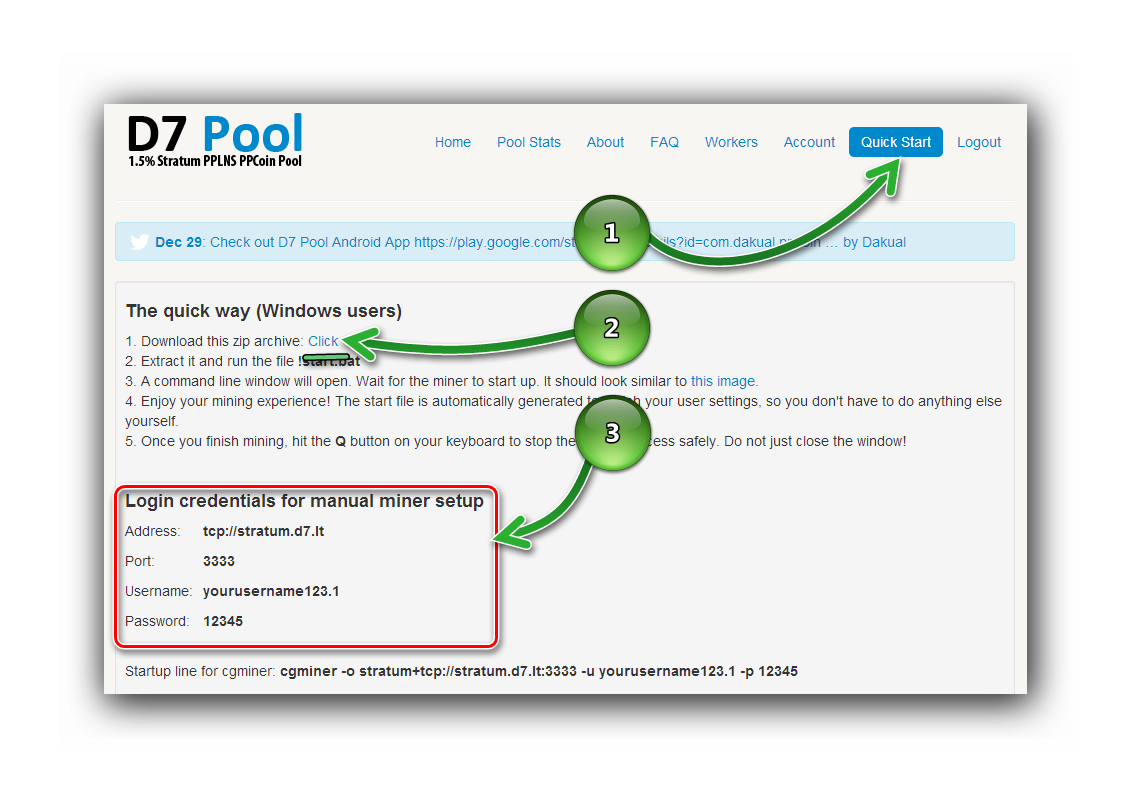 D7 Pool
1.5% Stratum PPLNS PPCoin Pool
Home Pool Stats About FAQ Workers Account Quick Start Logout
1
Dec 29: Check out D7 Pool Android App https://play.google.com/st ils?id=com.dakual.ppcoin … by Dakual
The quick way (Windows users)
2
1. Download this zip archive: Click
2. Extract it and run the file !start.bat
3. A command line window will open. Wait for the miner to start up. It should look similar to this image.
4. Enjoy your mining experience! The start file is automatically generated your user settings, so you don't have to do anything else
yourself.
3
5. Once you finish mining, hit the Q button on your keyboard to stop the safely. Do not just close the window!
Login credentials for manual miner setup
Address: tcp://stratum.d7.lt
Port: 3333
Username: yourusername123.1
Password: 12345
Startup line for cgminer: cgminer -o stratum+tcp://stratum.d7.lt:3333 -u yourusername123.1 -p 12345